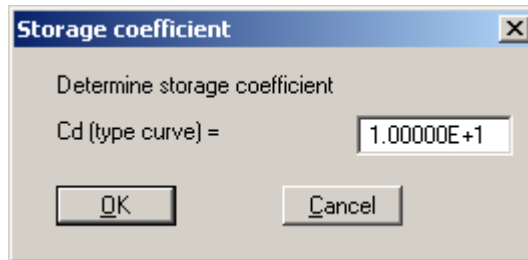 Storage coefficient
Determine storage coefficient
Cd (type curve) = 1.00000E+1
OK Cancel